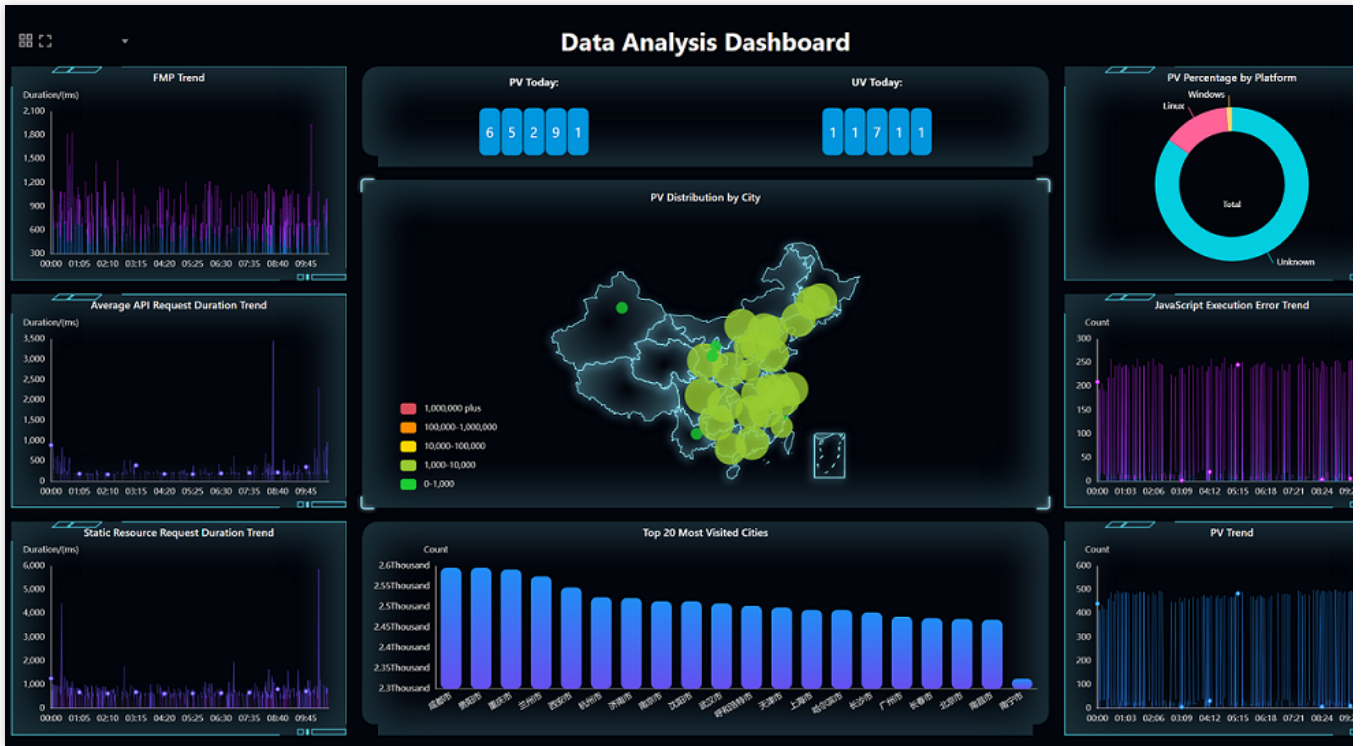 Data Analysis Dashboard
FMP Trend
Duration/(ms)
2,100
1,800
1,500
1,200
900
600
300
00:00 01:05 02:10 03:15 04:20 05:25 06:30 07:35 08:40 09:45
Average API Request Duration Trend
Duration/(ms)
3,500
3,000
2,500
2,000
1,500
1,000
500
0
00:00 01:05 02:10 03:15 04:20 05:25 06:30 07:35 08:40 09:45
Static Resource Request Duration Trend
Duration/(ms)
6,000
5,000
4,000
3,000
2,000
1,000
0
00:00 01:05 02:10 03:15 04:20 05:25 06:30 07:35 08:40 09:45
PV Today:
6 5 2 9 1
UV Today:
1 1 7 1 1
PV Distribution by City
1,000,000 plus
100,000-1,000,000
10,000-100,000
1,000-10,000
0-1,000
Top 20 Most Visited Cities
Count
2.6Thousand
2.55Thousand
2.5Thousand
2.45Thousand
2.4Thousand
2.35Thousand
2.3Thousand
成都市 贵阳市 重庆市 兰州市 西安市 杭州市 济南市 南京市 沈阳市 武汉市 呼和浩特市 天津市 上海市 哈尔滨市 长沙市 广州市 长春市 北京市 南昌市 南宁市
PV Percentage by Platform
Windows
Linux
Total
Unknown
JavaScript Execution Error Trend
Count
300
250
200
150
100
50
0
00:00 01:03 02:06 03:09 04:12 05:15 06:18 07:21 08:24
PV Trend
Count
600
500
400
300
200
100
0
00:00 01:03 02:06 03:09 04:12 05:15 06:18 07:21 08:24